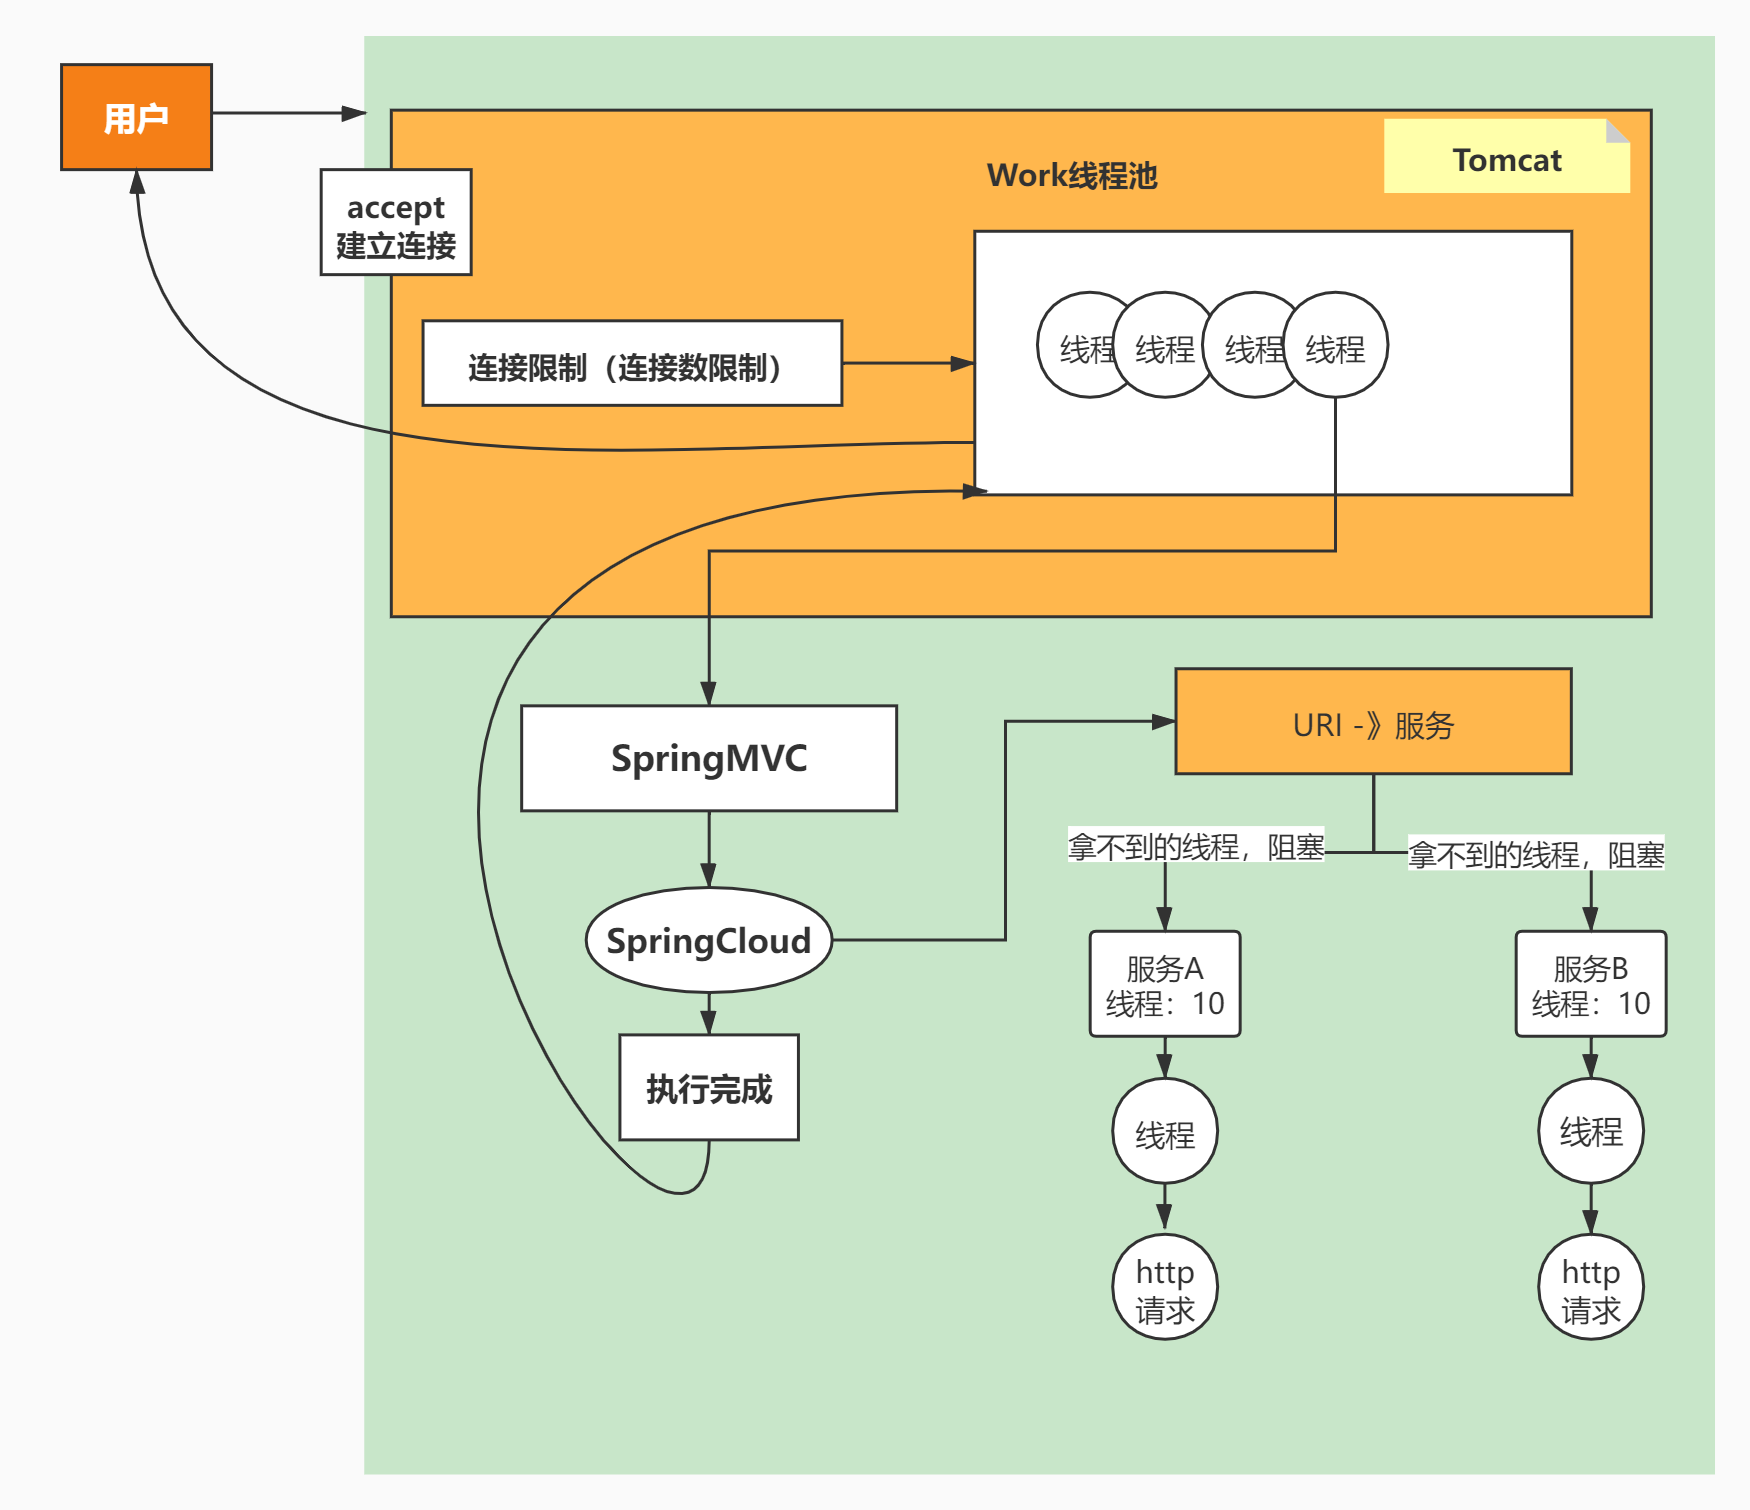 用户
Tomcat
Work线程池
accept
建立连接
线程
线程
线程
线程
连接限制（连接数限制）
SpringMVC
URI -》服务
拿不到的线程，阻塞
拿不到的线程，阻塞
SpringCloud
服务A
线程：10
服务B
线程：10
执行完成
线程
线程
http
请求
http
请求